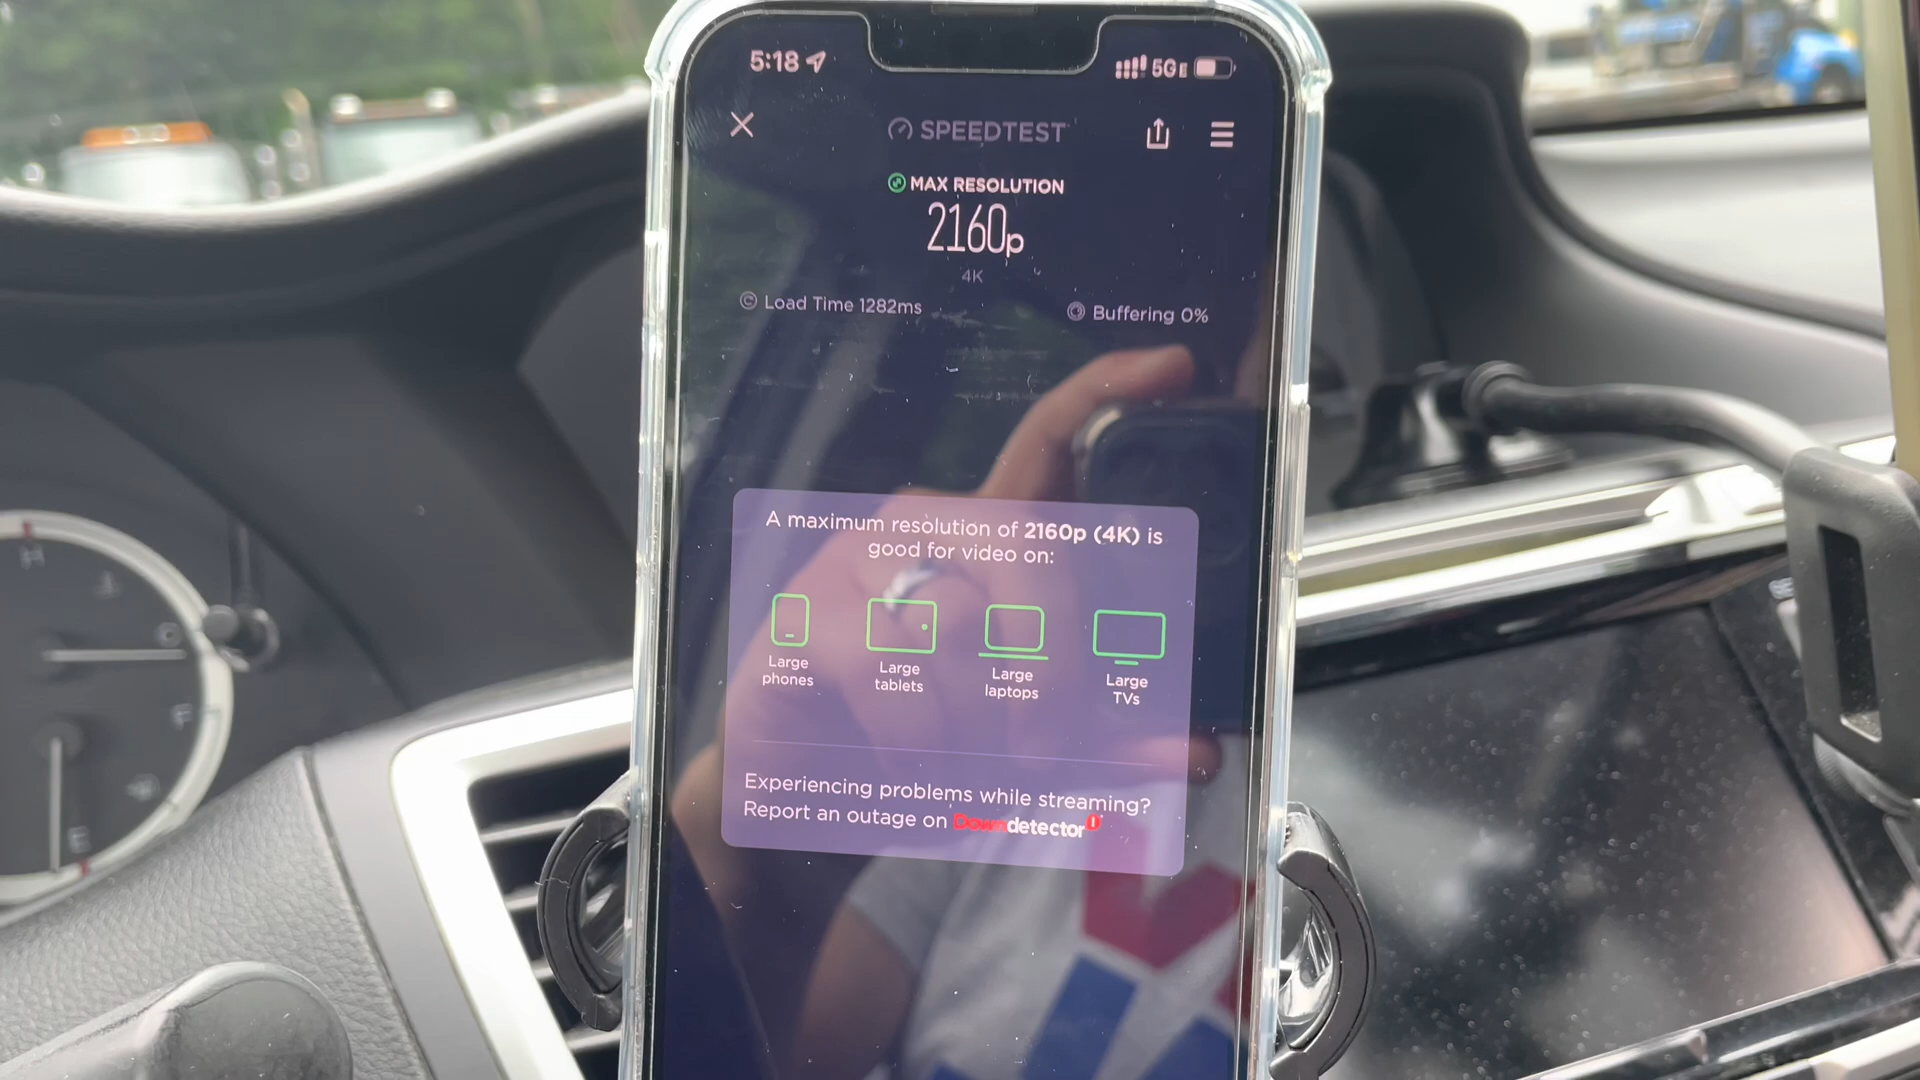 5:18
5GE
SPEEDTEST
MAX RESOLUTION
2160p
4K
Load Time 1282ms
Buffering 0%
A maximum resolution of 2160p (4K) is
good for video on:
Large
phones
Large
tablets
Large
laptops
Large
TVs
Experiencing problems while streaming?
Report an outage on Downdetector
H
C
F
E